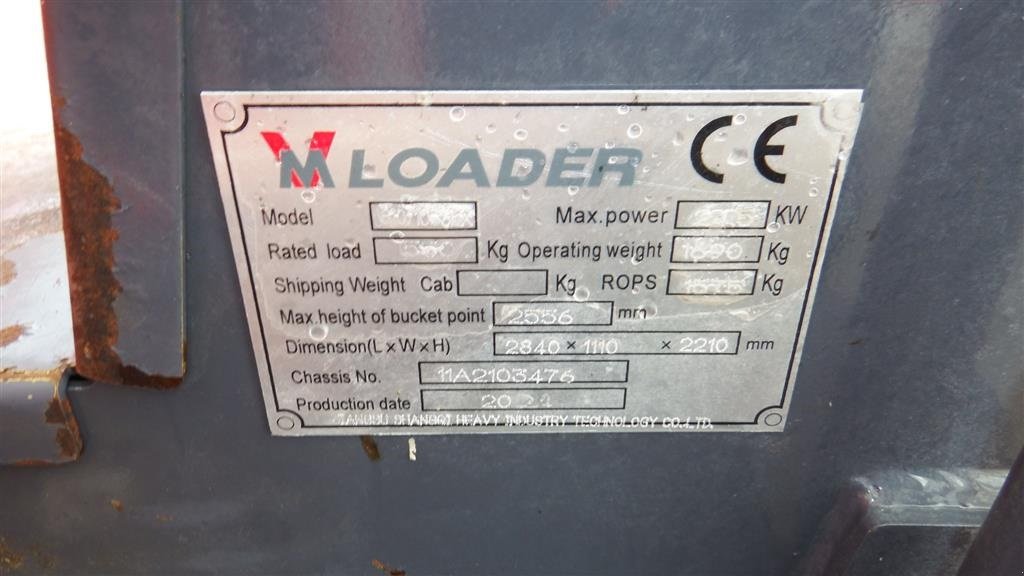 YM LOADER CE
Model Max.power KW
Rated load Kg Operating weight Kg
Shipping Weight Cab Kg ROPS Kg
Max.height of bucket point 2556 mm
Dimension(L×W×H) 2840 × 1110 × 2210 mm
Chassis No. 11A2103476
Production date
HEAVY INDUSTRY TECHNOLOGY CO.,LTD.